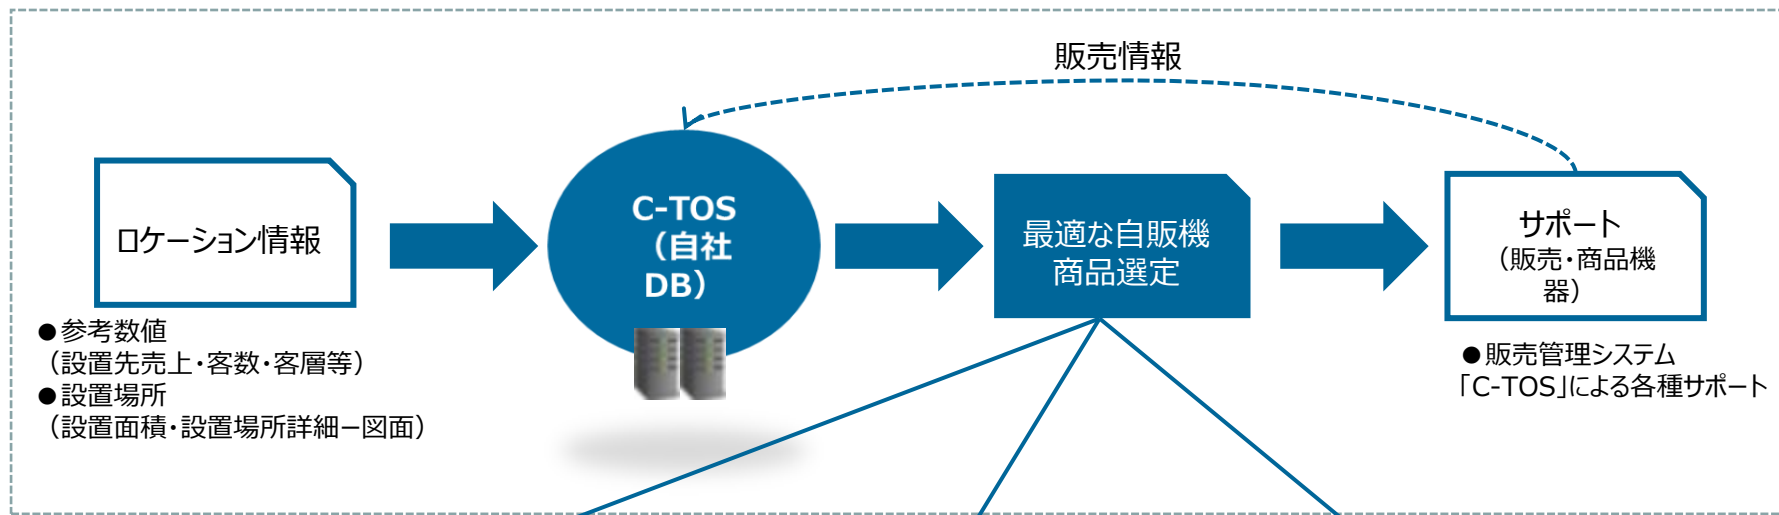 販売情報
ロケーション情報
C-TOS
（自社
DB）
最適な自販機
商品選定
サポート
（販売・商品機
器）
●参考数値
（設置先売上・客数・客層等）
●設置場所
（設置面積・設置場所詳細－図面）
●販売管理システム
「C-TOS」による各種サポート